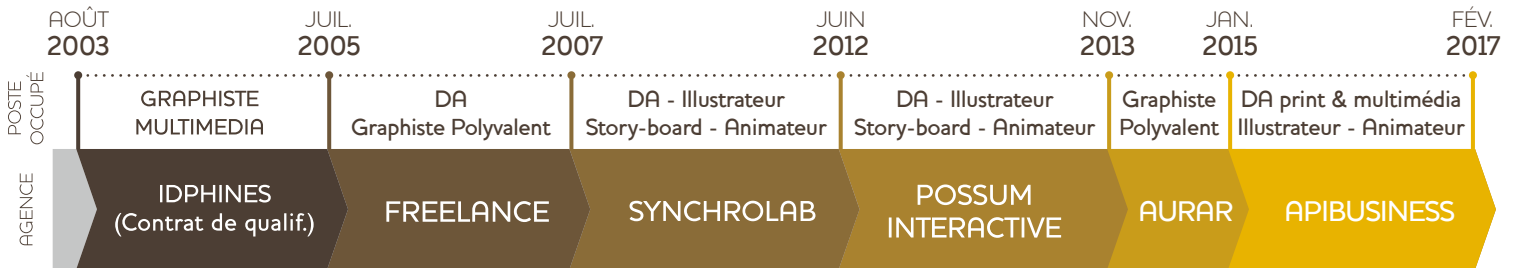 AOÛT
2003
JUIL.
2005
JUIL.
2007
JUIN
2012
NOV.
2013
JAN.
2015
FÉV.
2017
POSTE
OCCUPÉ
GRAPHISTE
MULTIMEDIA
DA
Graphiste Polyvalent
DA - Illustrateur
Story-board - Animateur
DA - Illustrateur
Story-board - Animateur
Graphiste
Polyvalent
DA print & multimédia
Illustrateur - Animateur
AGENCE
IDPHINES
(Contrat de qualif.)
FREELANCE
SYNCHROLAB
POSSUM
INTERACTIVE
AURAR
APIBUSINESS